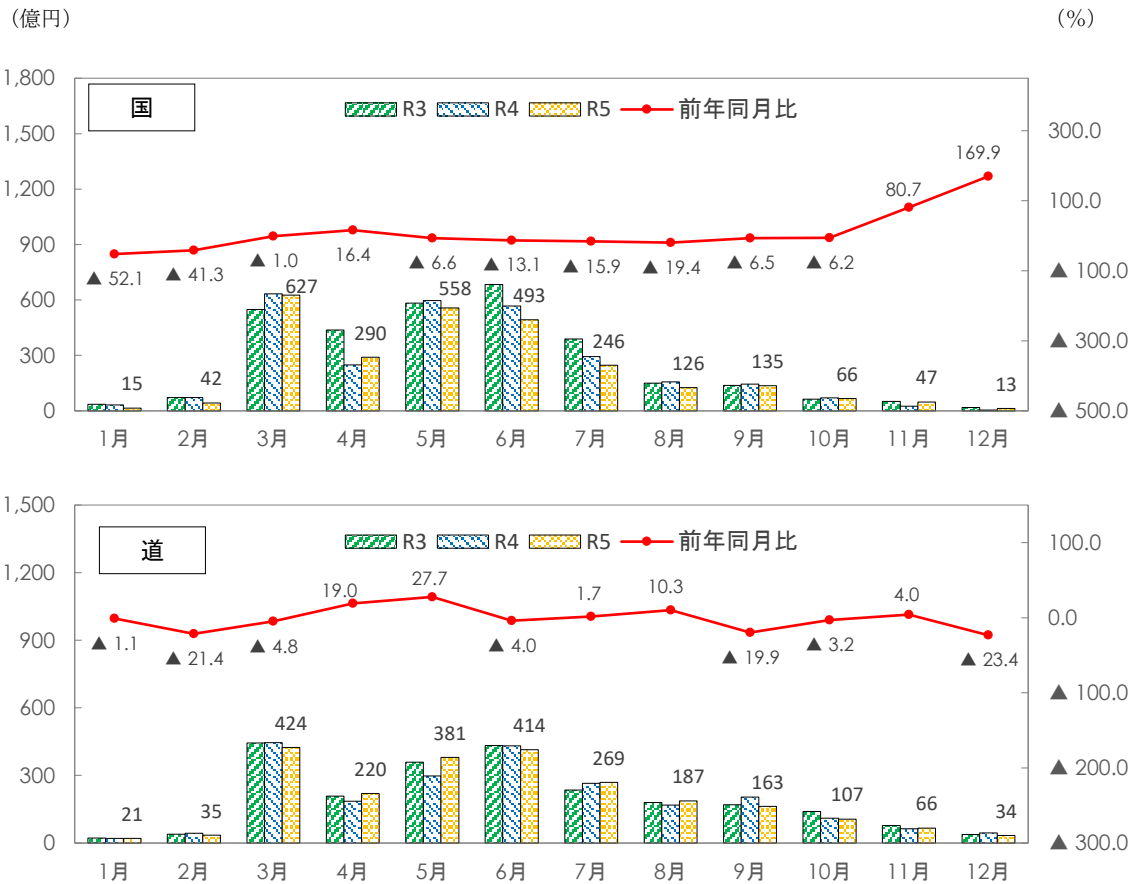 （億円） （%）
1,800
国 R3 R4 R5 前年同月比
1,500 300.0
169.9
1,200 80.7 100.0
900
▲ 52.1 ▲ 41.3 ▲ 1.0 16.4 ▲ 6.6 ▲ 13.1 ▲ 15.9 ▲ 19.4 ▲ 6.5 ▲ 6.2 ▲ 100.0
600 627 558 493
300 290 246 ▲ 300.0
15 42 126 135 66 47 13
0 ▲ 500.0
1月 2月 3月 4月 5月 6月 7月 8月 9月 10月 11月 12月
1,500
道 R3 R4 R5 前年同月比
100.0
1,200 19.0 27.7 1.7 10.3 4.0
0.0
▲ 1.1 ▲ 21.4 ▲ 4.8 ▲ 4.0 ▲ 19.9 ▲ 3.2 ▲ 23.4
900
▲ 100.0
600
424 381 414 ▲ 200.0
300 220 269
21 35 187 163 107 66 34
0 ▲ 300.0
1月 2月 3月 4月 5月 6月 7月 8月 9月 10月 11月 12月